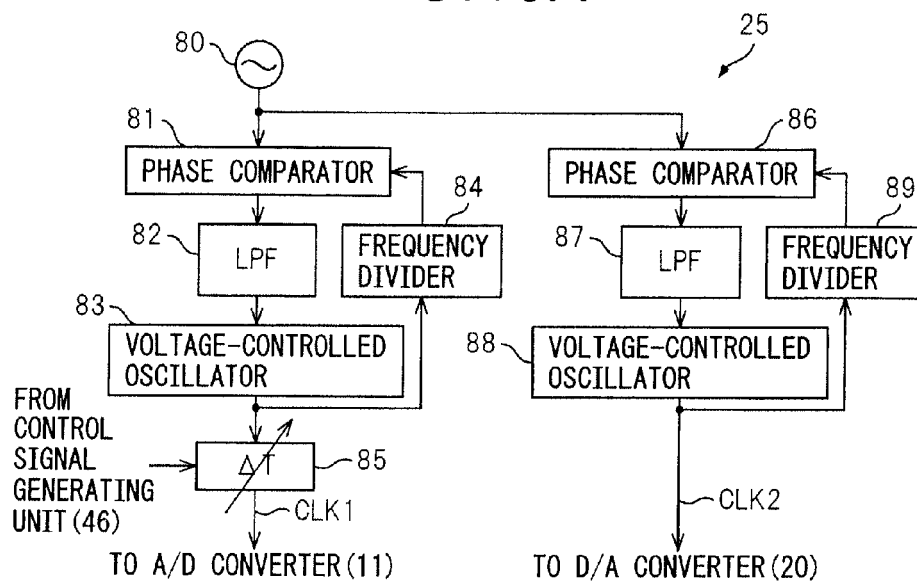 80
25
81
PHASE COMPARATOR
86
PHASE COMPARATOR
82
LPF
84
FREQUENCY
DIVIDER
87
LPF
89
FREQUENCY
DIVIDER
83
VOLTAGE-CONTROLLED
OSCILLATOR
88
VOLTAGE-CONTROLLED
OSCILLATOR
FROM
CONTROL
SIGNAL
GENERATING
UNIT(46)
ΔT
85
CLK1
CLK2
TO A/D CONVERTER(11)
TO D/A CONVERTER(20)